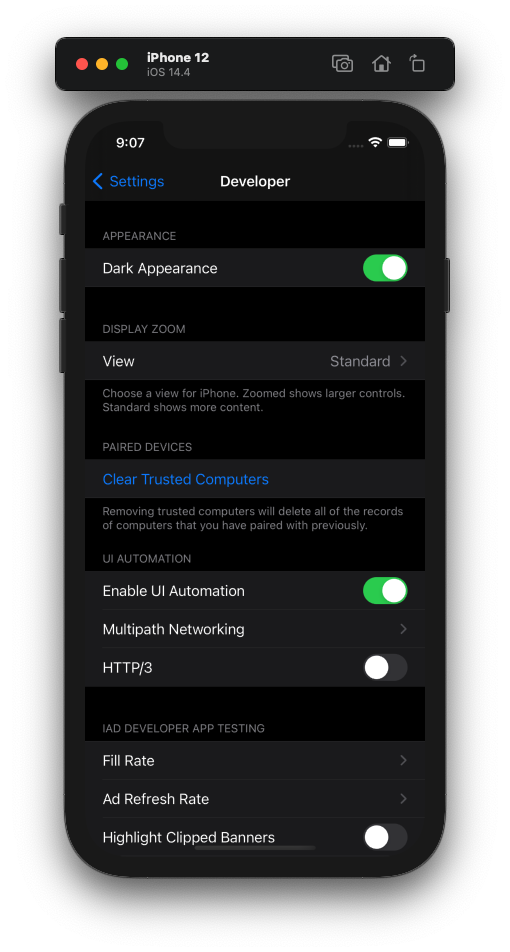 iPhone 12
iOS 14.4
9:07
Settings
Developer
APPEARANCE
Dark Appearance
DISPLAY ZOOM
View
Standard
Choose a view for iPhone. Zoomed shows larger controls.
Standard shows more content.
PAIRED DEVICES
Clear Trusted Computers
Removing trusted computers will delete all of the records
of computers that you have paired with previously.
UI AUTOMATION
Enable UI Automation
Multipath Networking
HTTP/3
IAD DEVELOPER APP TESTING
Fill Rate
Ad Refresh Rate
Highlight Clipped Banners